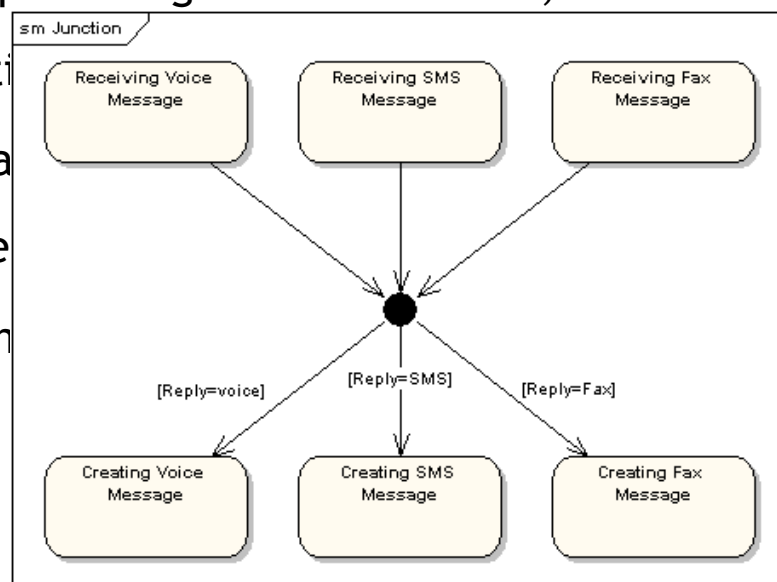 sm Junction
Receiving Voice
Message
Receiving SMS
Message
Receiving Fax
Message
[Reply=voice]
[Reply=SMS]
[Reply=Fax]
Creating Voice
Message
Creating SMS
Message
Creating Fax
Message